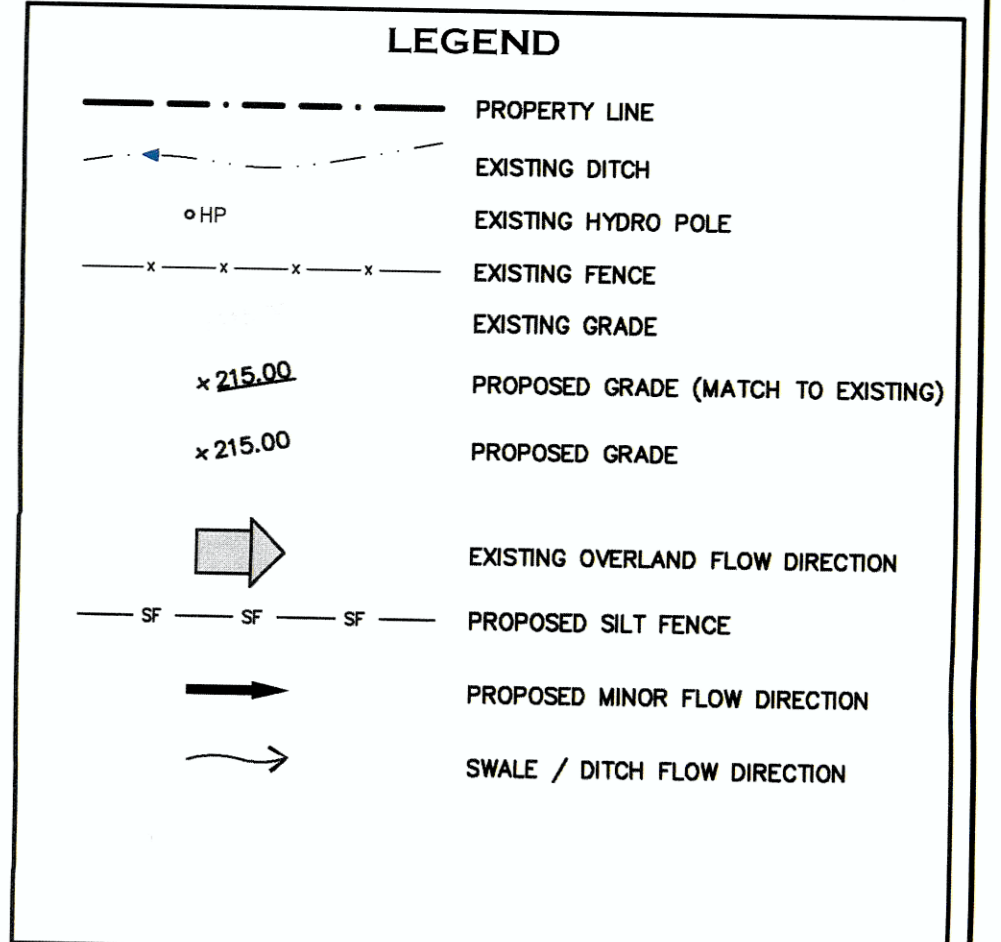 LEGEND
PROPERTY LINE
EXISTING DITCH
HP EXISTING HYDRO POLE
x x x x EXISTING FENCE
EXISTING GRADE
x 215.00 PROPOSED GRADE (MATCH TO EXISTING)
x 215.00 PROPOSED GRADE
EXISTING OVERLAND FLOW DIRECTION
SF SF SF PROPOSED SILT FENCE
PROPOSED MINOR FLOW DIRECTION
SWALE / DITCH FLOW DIRECTION